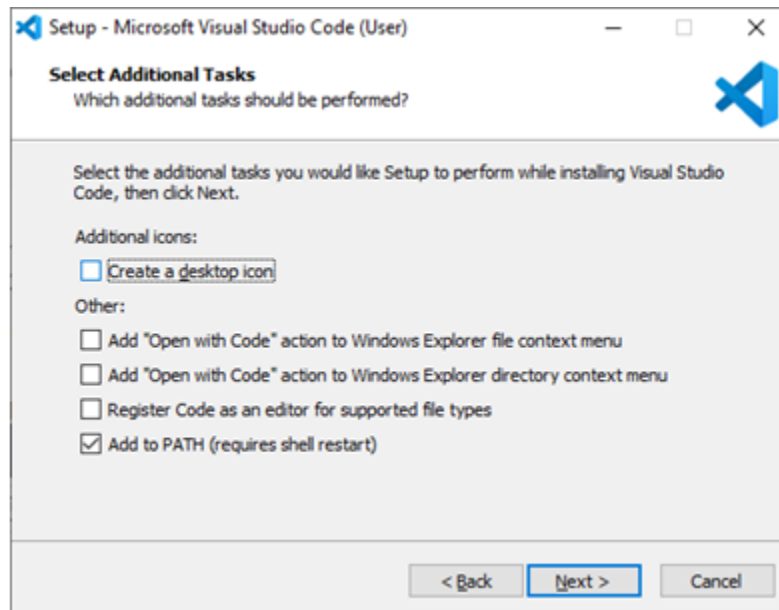 Setup - Microsoft Visual Studio Code (User)
Select Additional Tasks
Which additional tasks should be performed?
Select the additional tasks you would like Setup to perform while installing Visual Studio
Code, then click Next.
Additional icons:
Create a desktop icon
Other:
Add "Open with Code" action to Windows Explorer file context menu
Add "Open with Code" action to Windows Explorer directory context menu
Register Code as an editor for supported file types
Add to PATH (requires shell restart)
< Back Next > Cancel